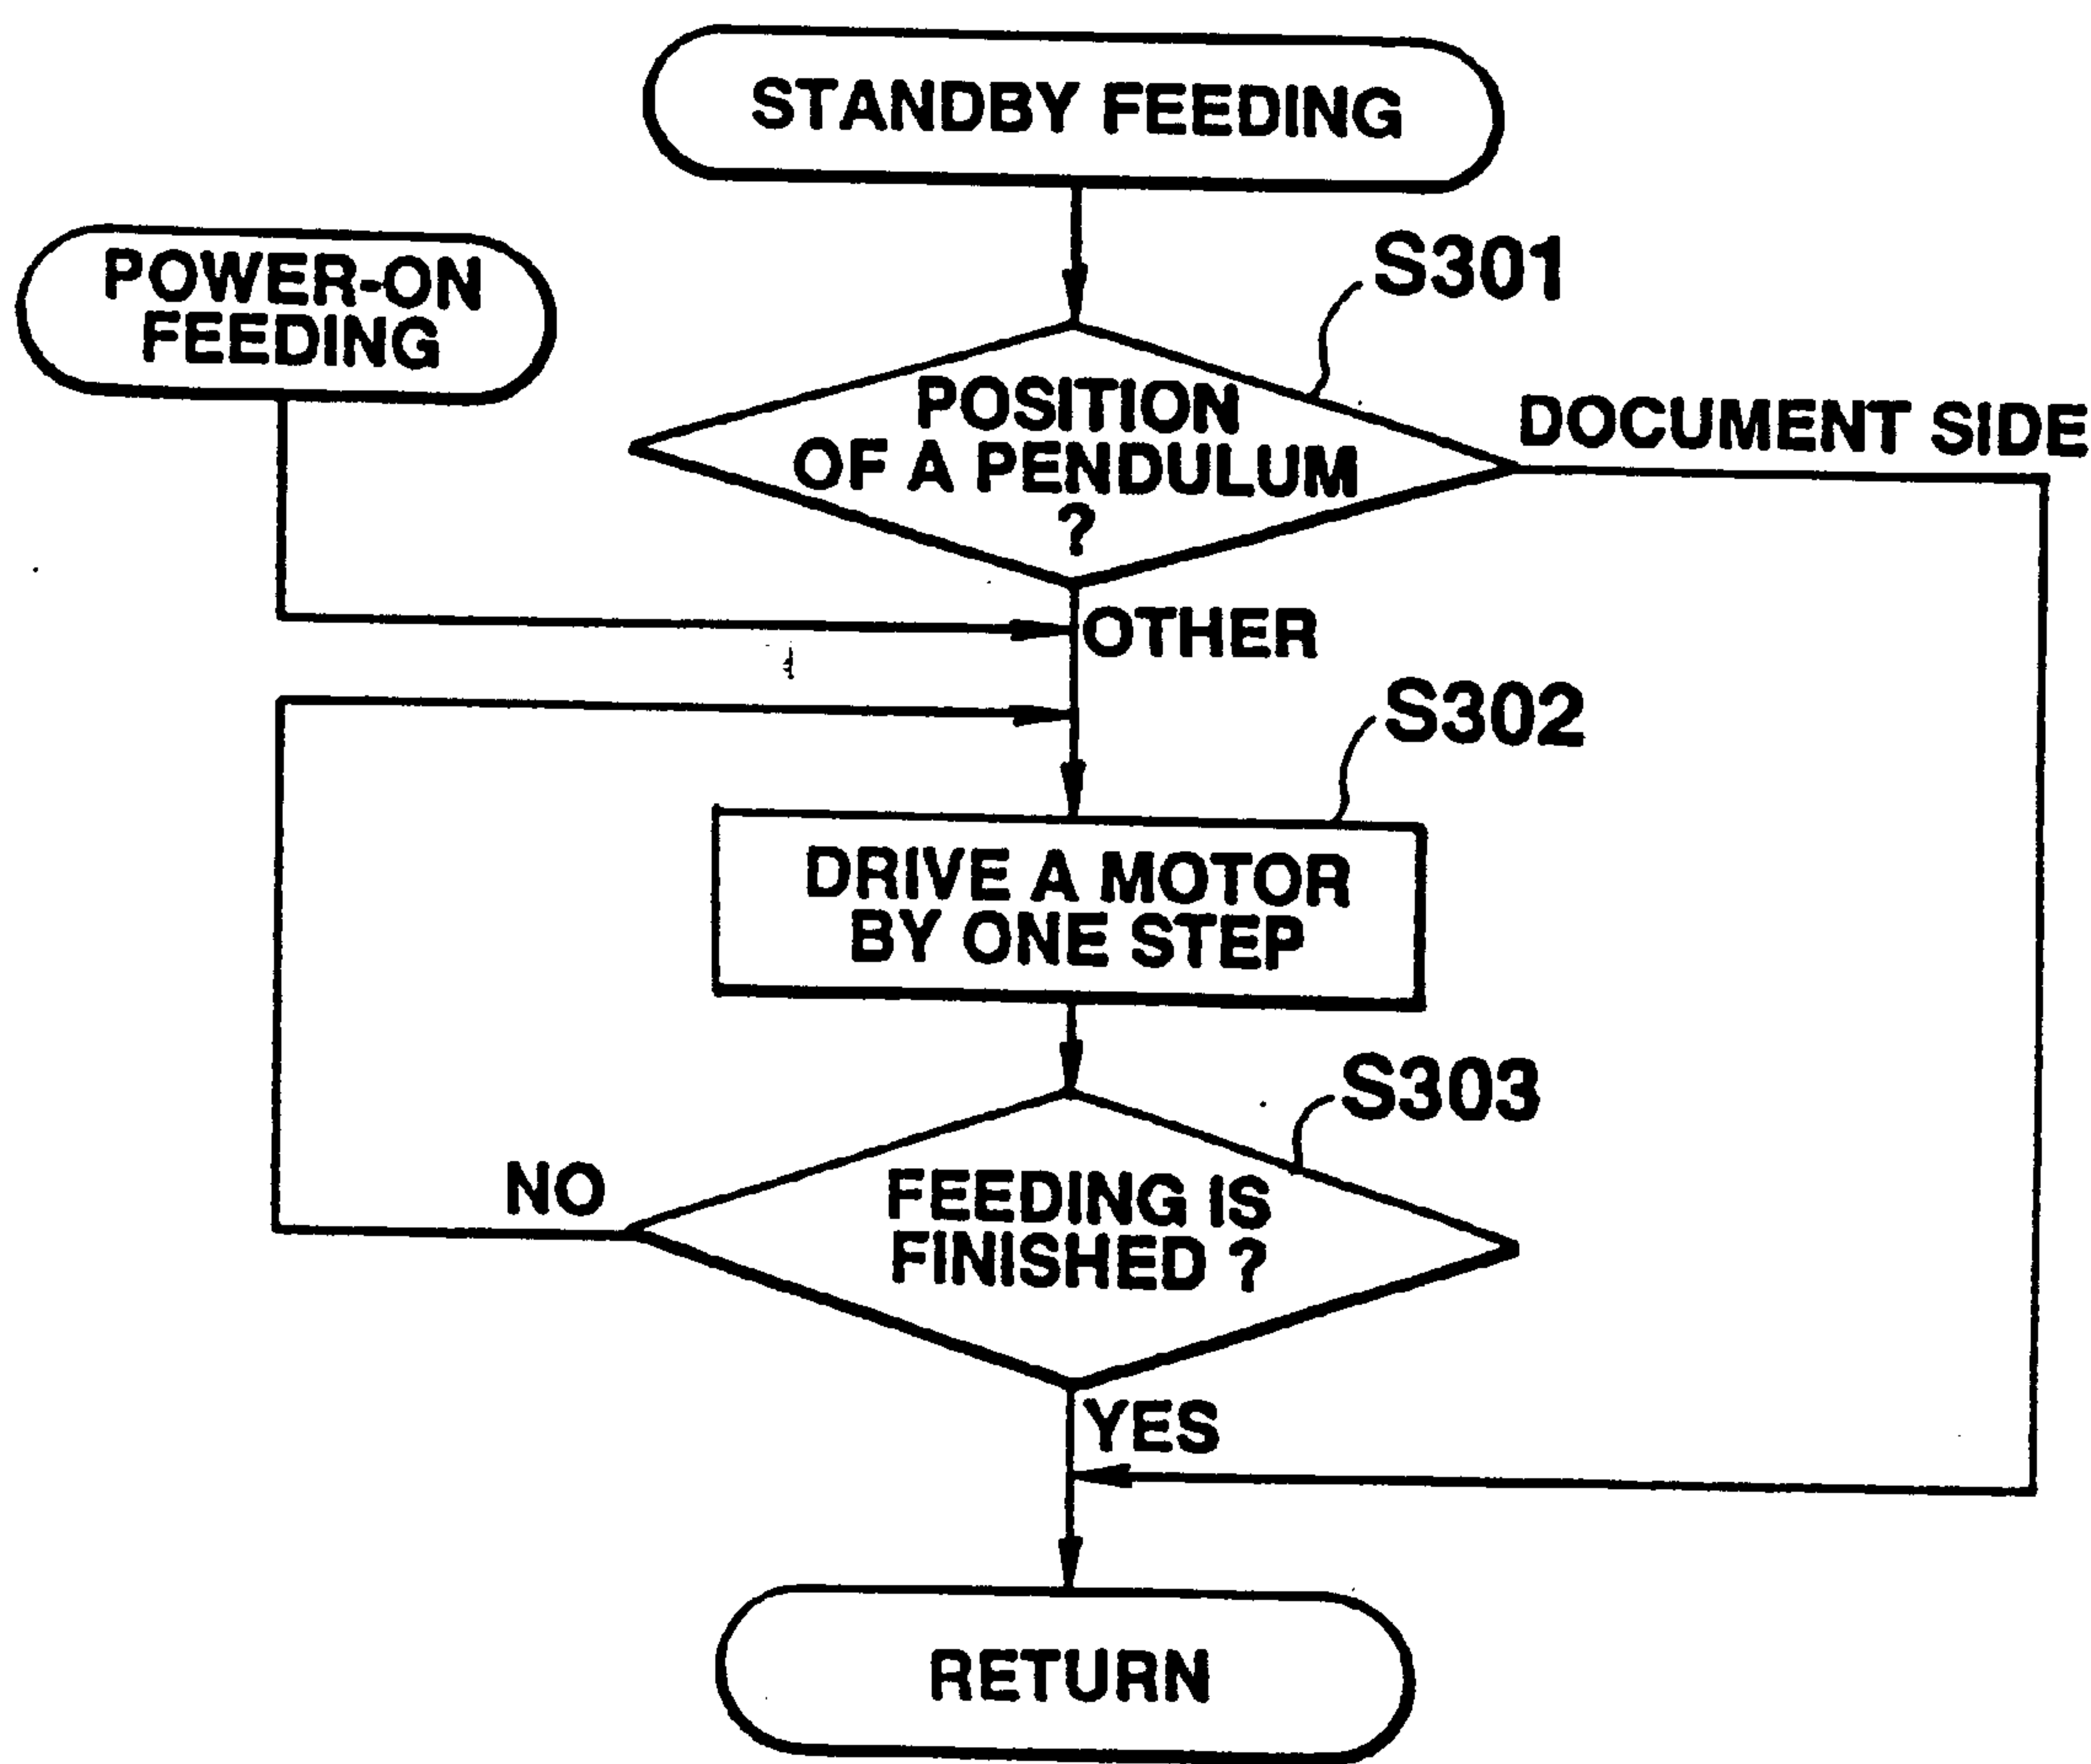 STANDBY FEEDING
POWER-ON
FEEDING
S301
POSITION
OF A PENDULUM
?
DOCUMENT SIDE
OTHER
S302
DRIVE A MOTOR
BY ONE STEP
S303
NO
FEEDING IS
FINISHED ?
YES
RETURN